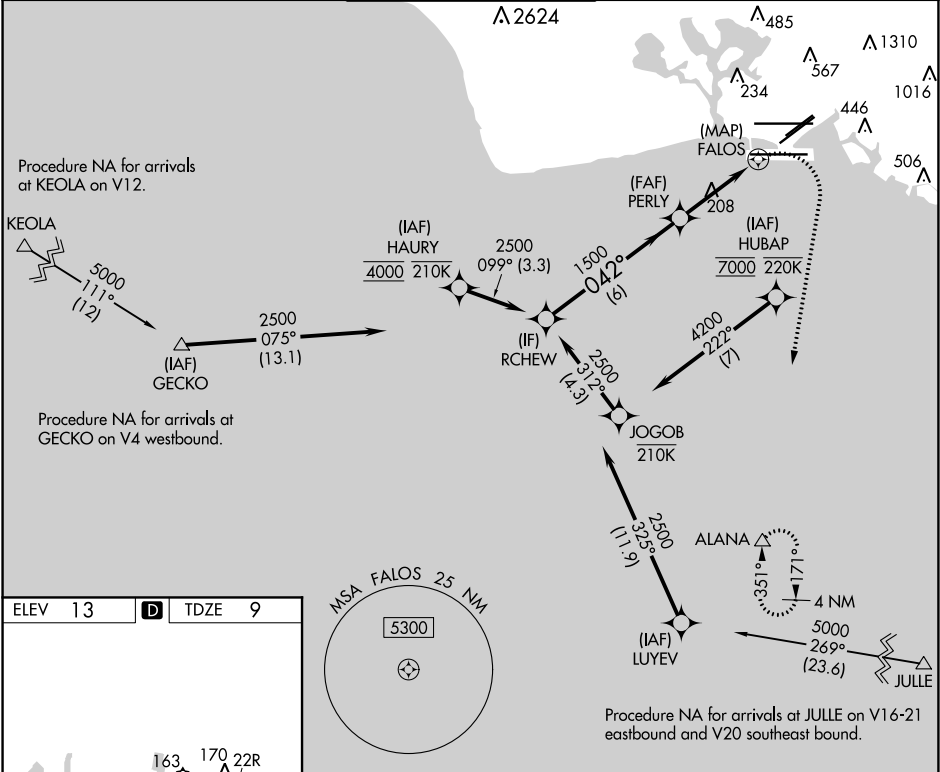 2624
485
1310
567
234
1016
446
(MAP)
FALOS
506
Procedure NA for arrivals
at KEOLA on V12.
(FAF)
PERLY
208
KEOLA
(IAF)
HAURY
4000 210K
2500
099° (3.3)
(IAF)
HUBAP
7000 220K
5000
111°
(12)
1500
042°
(6)
2500
075°
(13.1)
4200
222°
(7)
(IAF)
GECKO
(IF)
RCHEW
2500
312°
(4.3)
Procedure NA for arrivals at
GECKO on V4 westbound.
JOGOB
210K
2500
325°
(11.9)
ALANA
351°
171°
4 NM
MSA FALOS 25 NM
5300
ELEV 13 D TDZE 9
(IAF)
LUYEV
5000
269°
(23.6)
JULLE
Procedure NA for arrivals at JULLE on V16-21
eastbound and V20 southeast bound.
163 170 22R